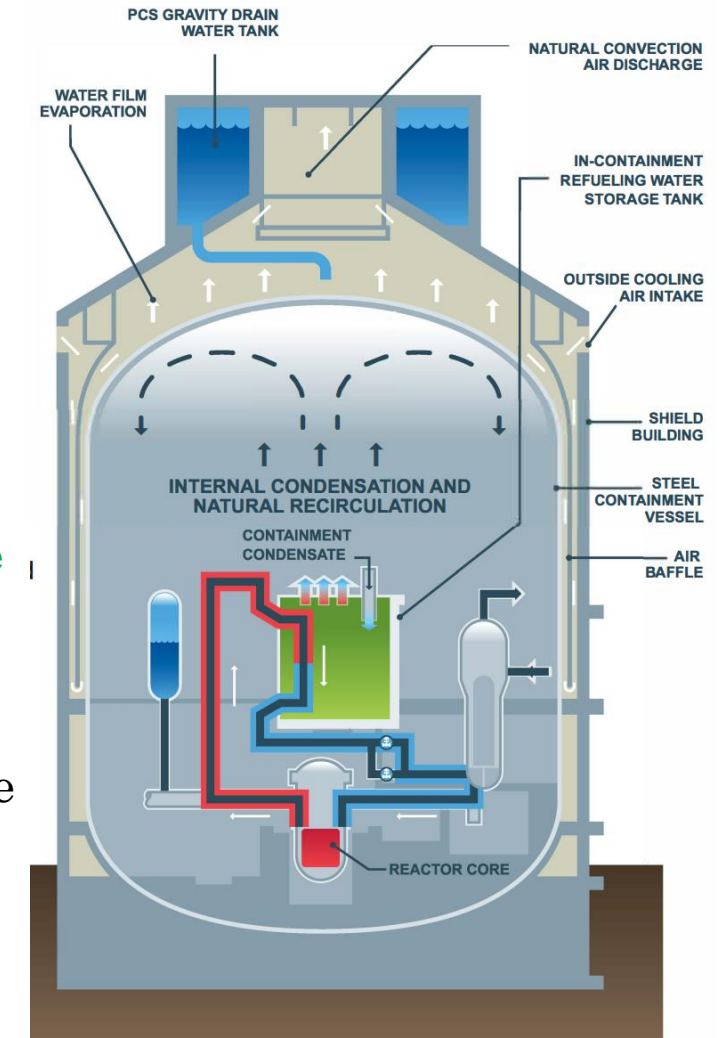 PCS GRAVITY DRAIN
WATER TANK
NATURAL CONVECTION
AIR DISCHARGE
WATER FILM
EVAPORATION
IN-CONTAINMENT
REFUELING WATER
STORAGE TANK
OUTSIDE COOLING
AIR INTAKE
SHIELD
BUILDING
STEEL
CONTAINMENT
VESSEL
AIR
BAFFLE
INTERNAL CONDENSATION AND
NATURAL RECIRCULATION
CONTAINMENT
CONDENSATE
e
REACTOR CORE